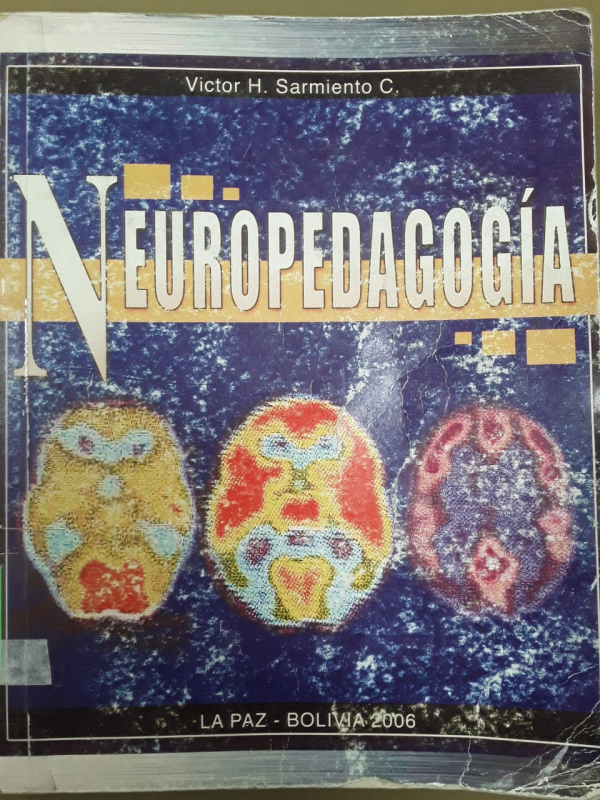 Victor H. Sarmiento C.
NEUROPEDAGOGÍA
LA PAZ - BOLIVIA 2006